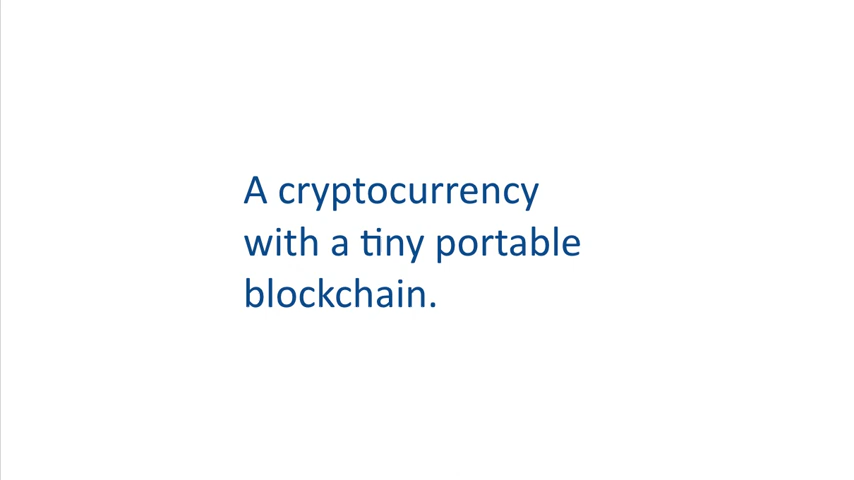 A cryptocurrency
with a tiny portable
blockchain.